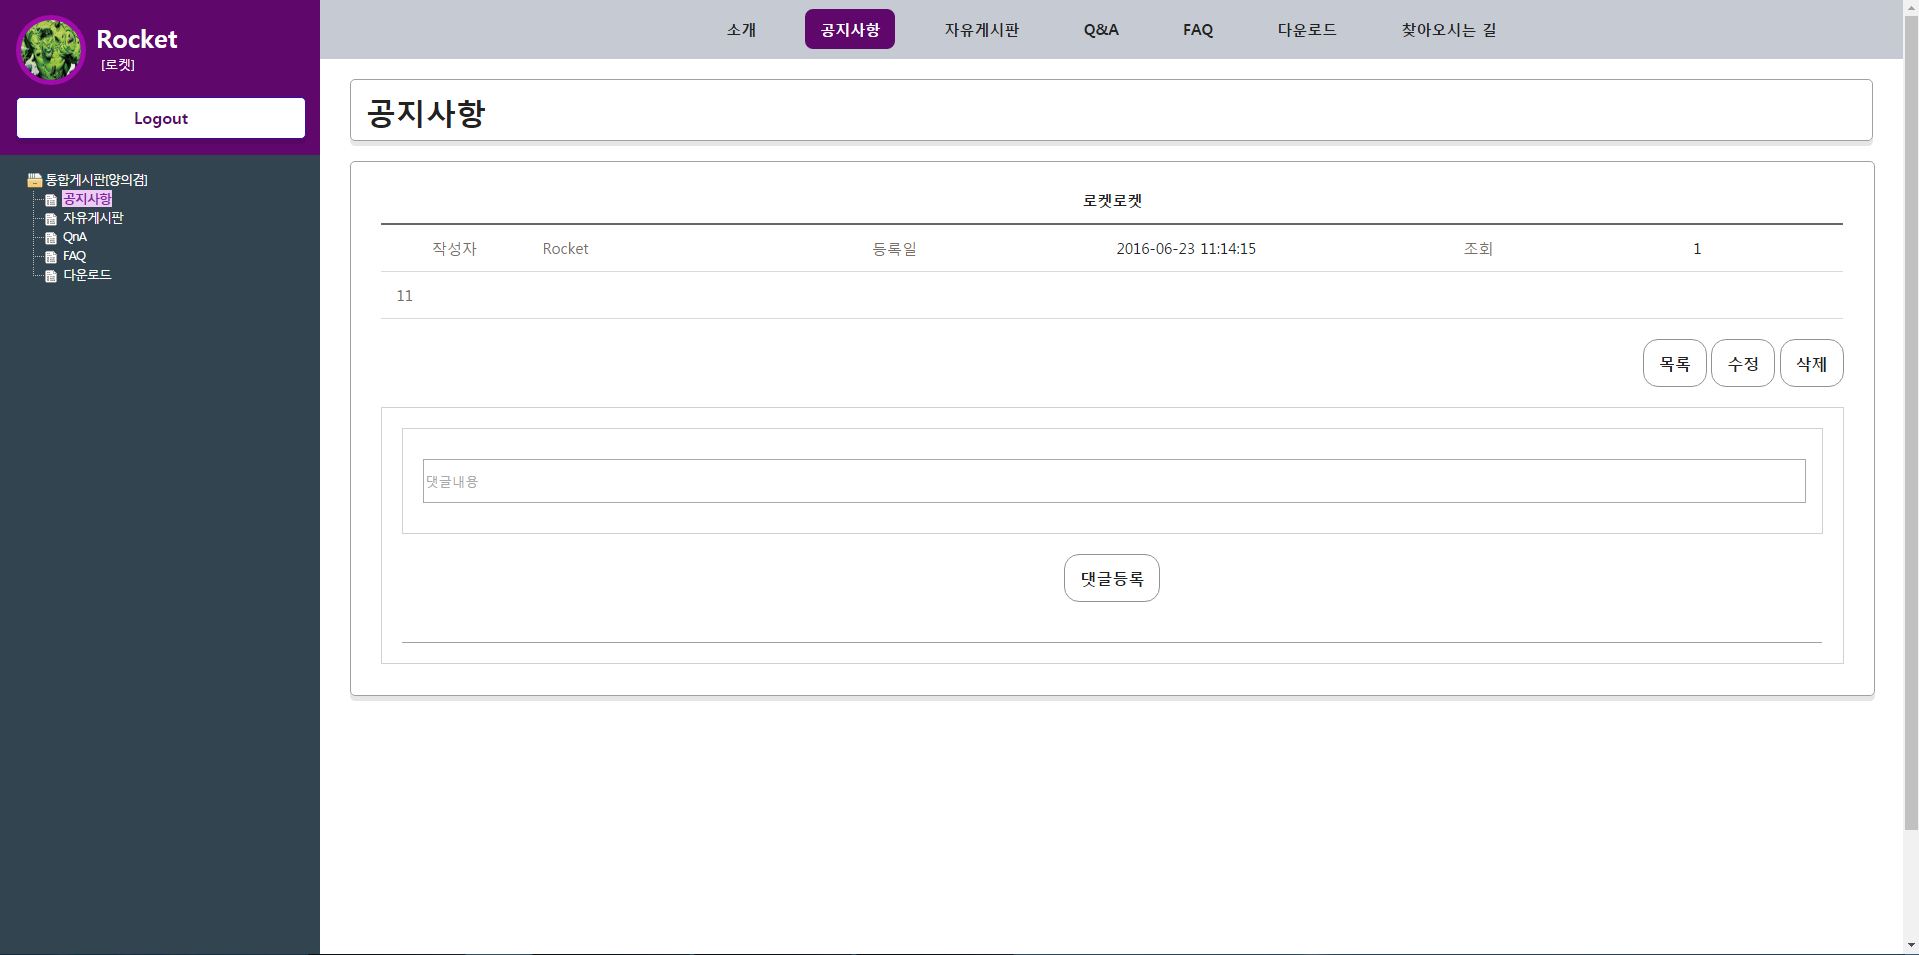 Rocket
[로켓]
Logout
통합게시판[양의겸]
공지사항
자유게시판
QnA
FAQ
다운로드
소개 공지사항 자유게시판 Q&A FAQ 다운로드 찾아오시는 길
공지사항
로켓로켓
작성자 Rocket 등록일 2016-06-23 11:14:15 조회 1
11
목록 수정 삭제
댓글내용
댓글등록